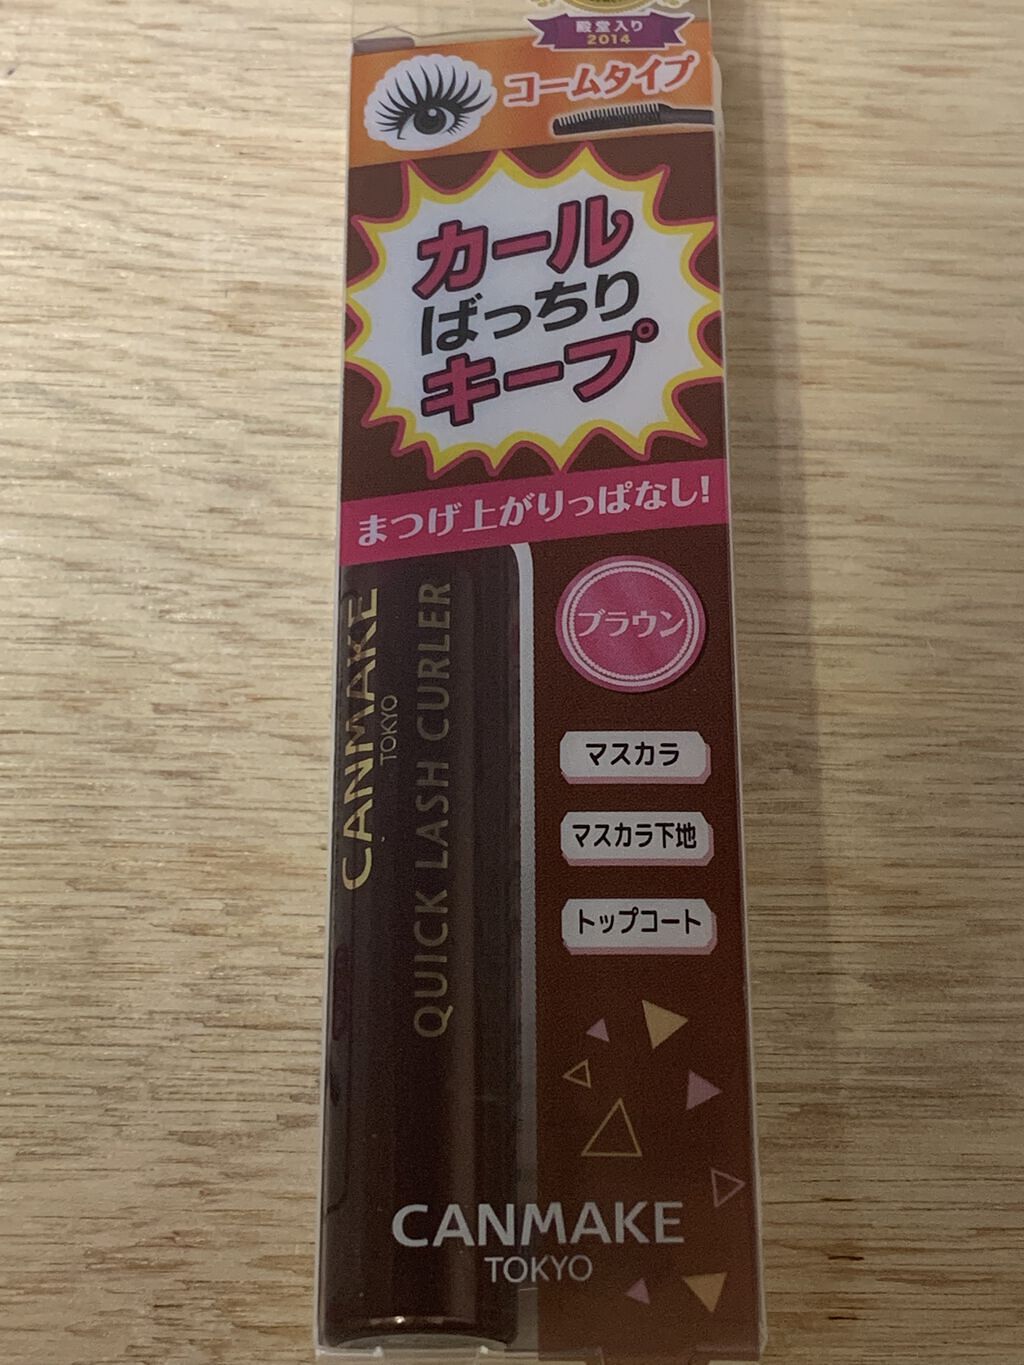 殿堂入り
2014
コームタイプ
カール
ばっちり
キープ
まつげ上がりっぱなし!
CANMAKE
TOKYO
QUICK LASH CURLER
ブラウン
マスカラ
マスカラ下地
トップコート
CANMAKE
TOKYO